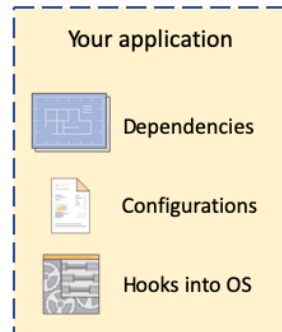 Your application
Dependencies
Configurations
Hooks into OS